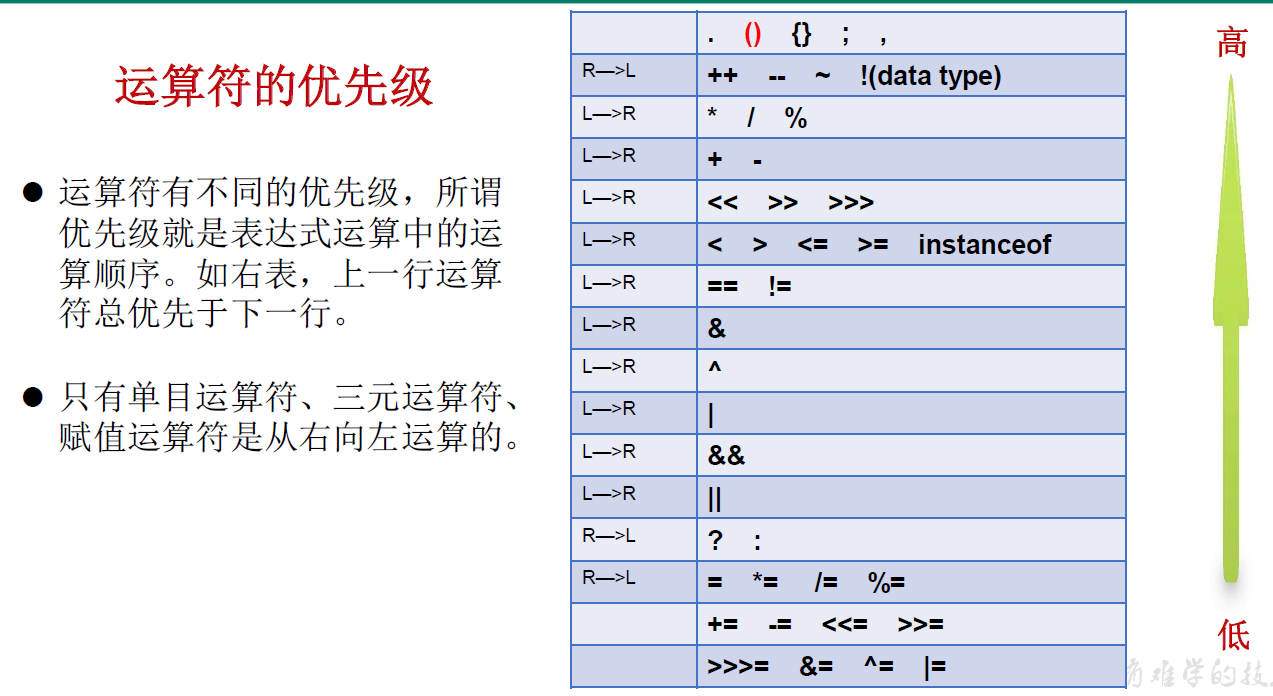 运算符的优先级
● 运算符有不同的优先级，所谓
优先级就是表达式运算中的运
算顺序。如右表，上一行运算
符总优先于下一行。
● 只有单目运算符、三元运算符、
赋值运算符是从右向左运算的。
. () {} ; ,
R—>L ++ -- ~ !(data type)
L—>R * / %
L—>R + -
L—>R << >> >>>
L—>R < > <= >= instanceof
L—>R == !=
L—>R &
L—>R ^
L—>R |
L—>R &&
L—>R ||
R—>L ? :
R—>L = *= /= %=
+= -= <<= >>=
>>>= &= ^= |=
高
低
难学的技